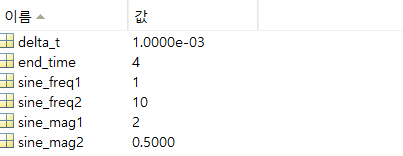 이름 값
delta_t 1.0000e-03
end_time 4
sine_freq1 1
sine_freq2 10
sine_mag1 2
sine_mag2 0.5000